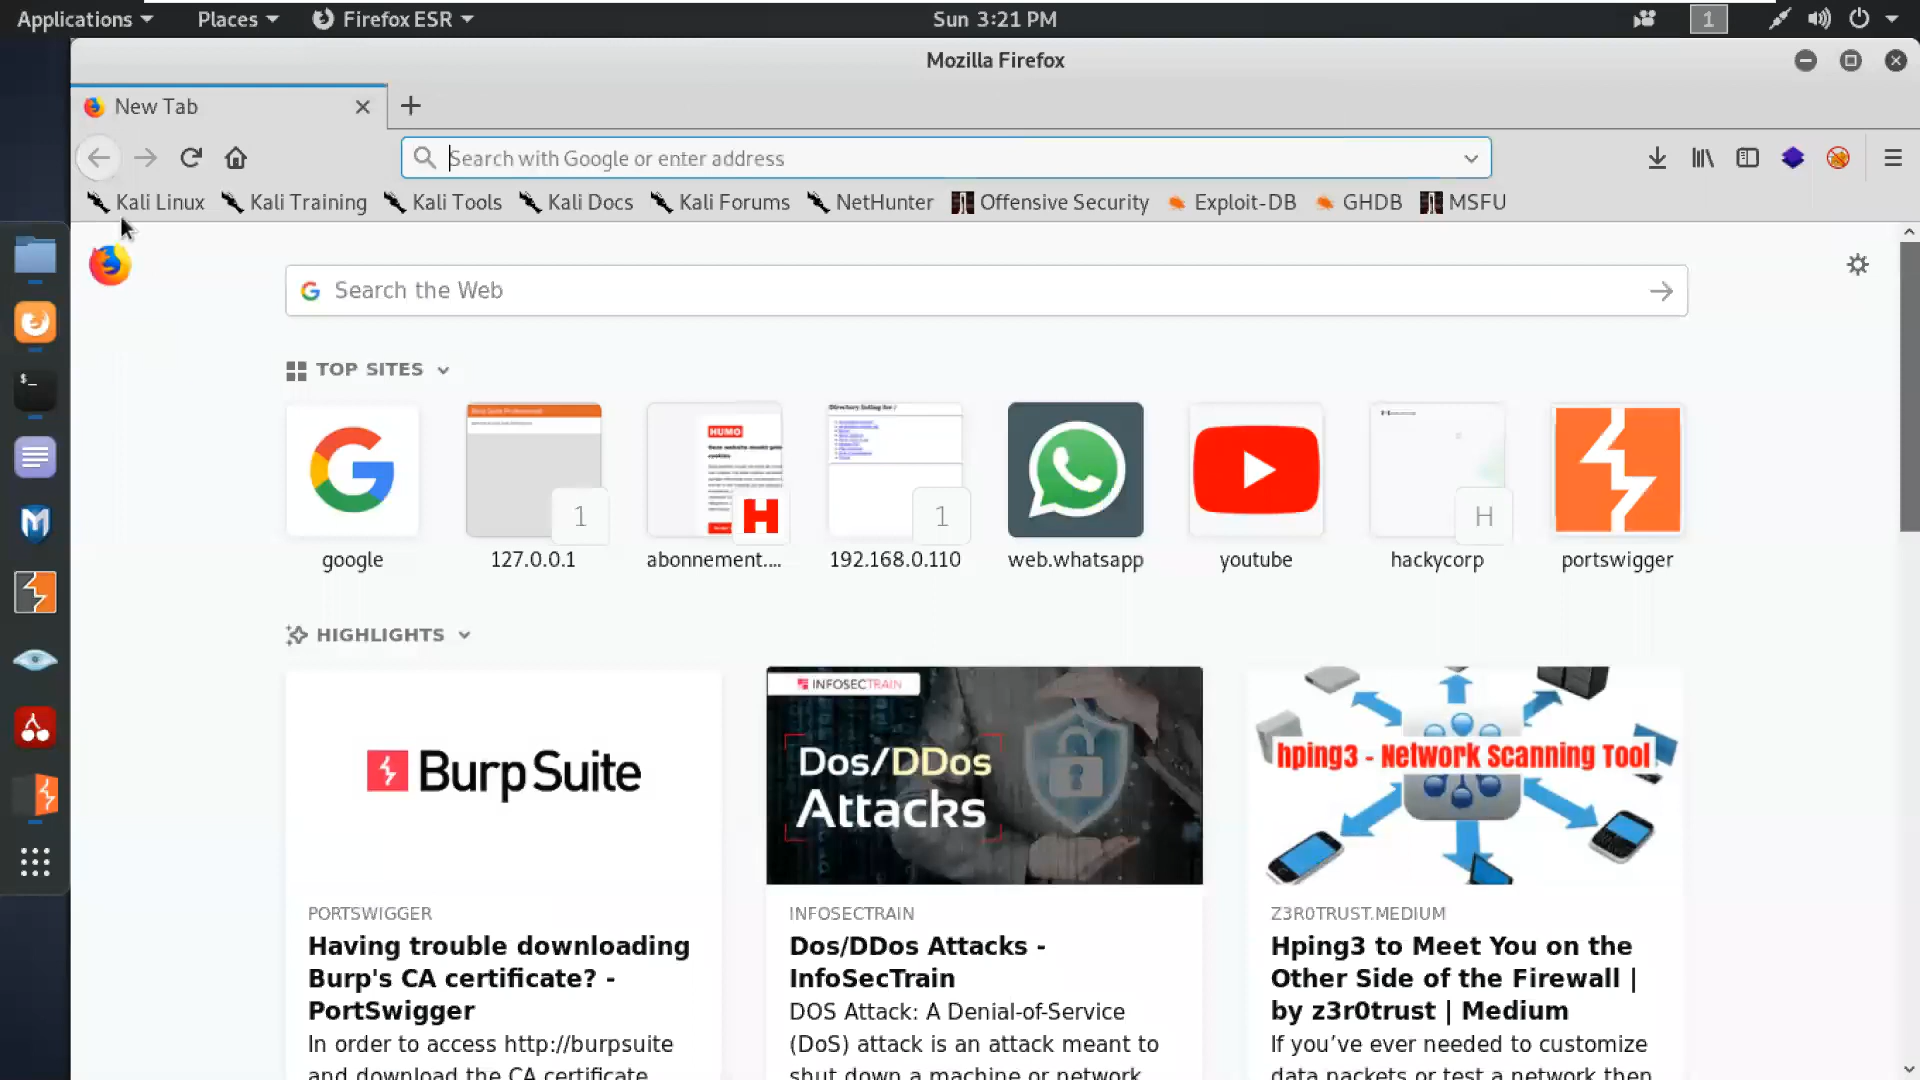 Applications
Places
Firefox ESR
Sun 3:21 PM
1
Mozilla Firefox
New Tab
Search with Google or enter address
Kali Linux
Kali Training
Kali Tools
Kali Docs
Kali Forums
NetHunter
Offensive Security
Exploit-DB
GHDB
MSFU
Search the Web
TOP SITES
Burp Suite Professional
1
HUMO
H
Directory listing for /
1
H
google
127.0.0.1
abonnement....
192.168.0.110
web.whatsapp
youtube
hackycorp
portswigger
HIGHLIGHTS
Burp Suite
INFOSECTRAIN
Dos/DDos
Attacks
hping3 - Network Scanning Tool
PORTSWIGGER
Having trouble downloading
Burp's CA certificate? -
PortSwigger
In order to access http://burpsuite
and download the CA certificate
INFOSECTRAIN
Dos/DDos Attacks -
InfoSecTrain
DOS Attack: A Denial-of-Service
(DoS) attack is an attack meant to
shut down a machine or network
Z3R0TRUST.MEDIUM
Hping3 to Meet You on the
Other Side of the Firewall |
by z3r0trust | Medium
If you’ve ever needed to customize
data packets or test a network then